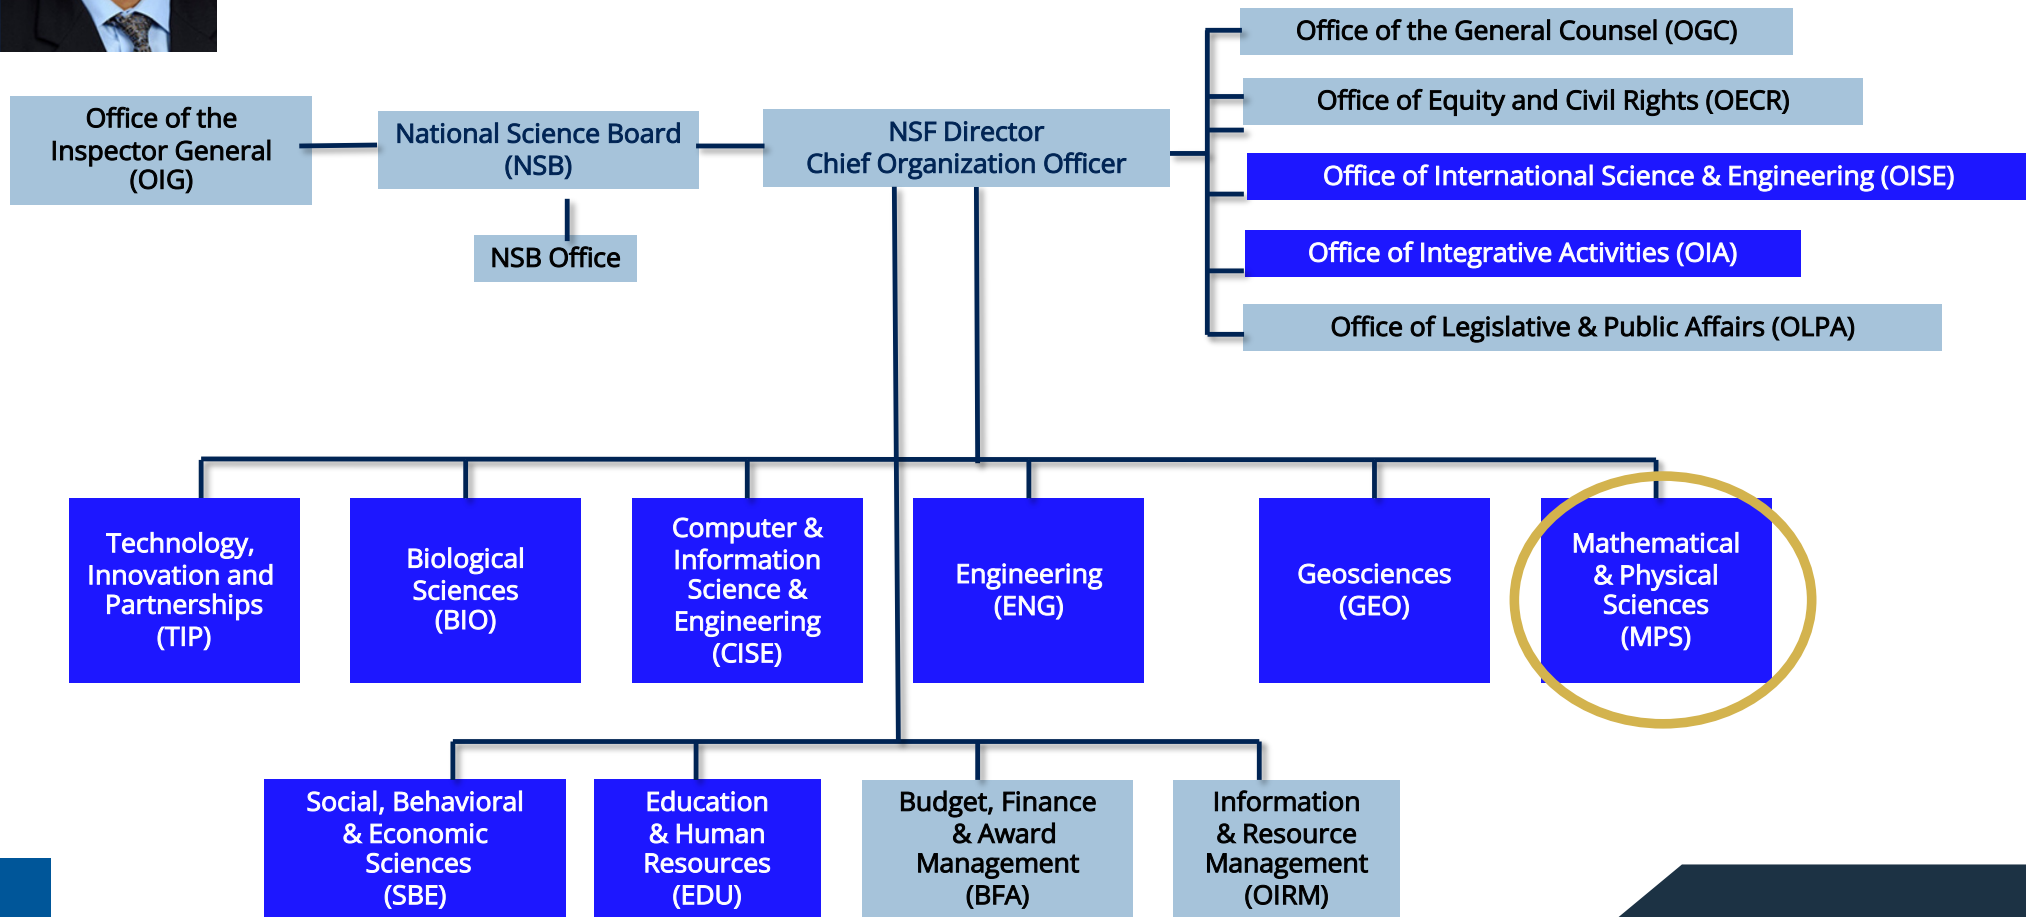 Office of the General Counsel (OGC)
Office of Equity and Civil Rights (OECR)
Office of the
Inspector General
(OIG)
National Science Board
(NSB)
NSF Director
Chief Organization Officer
Office of International Science & Engineering (OISE)
NSB Office
Office of Integrative Activities (OIA)
Office of Legislative & Public Affairs (OLPA)
Technology,
Innovation and
Partnerships
(TIP)
Biological
Sciences
(BIO)
Computer &
Information
Science &
Engineering
(CISE)
Engineering
(ENG)
Geosciences
(GEO)
Mathematical
& Physical
Sciences
(MPS)
Social, Behavioral
& Economic
Sciences
(SBE)
Education
& Human
Resources
(EDU)
Budget, Finance
& Award
Management
(BFA)
Information
& Resource
Management
(OIRM)